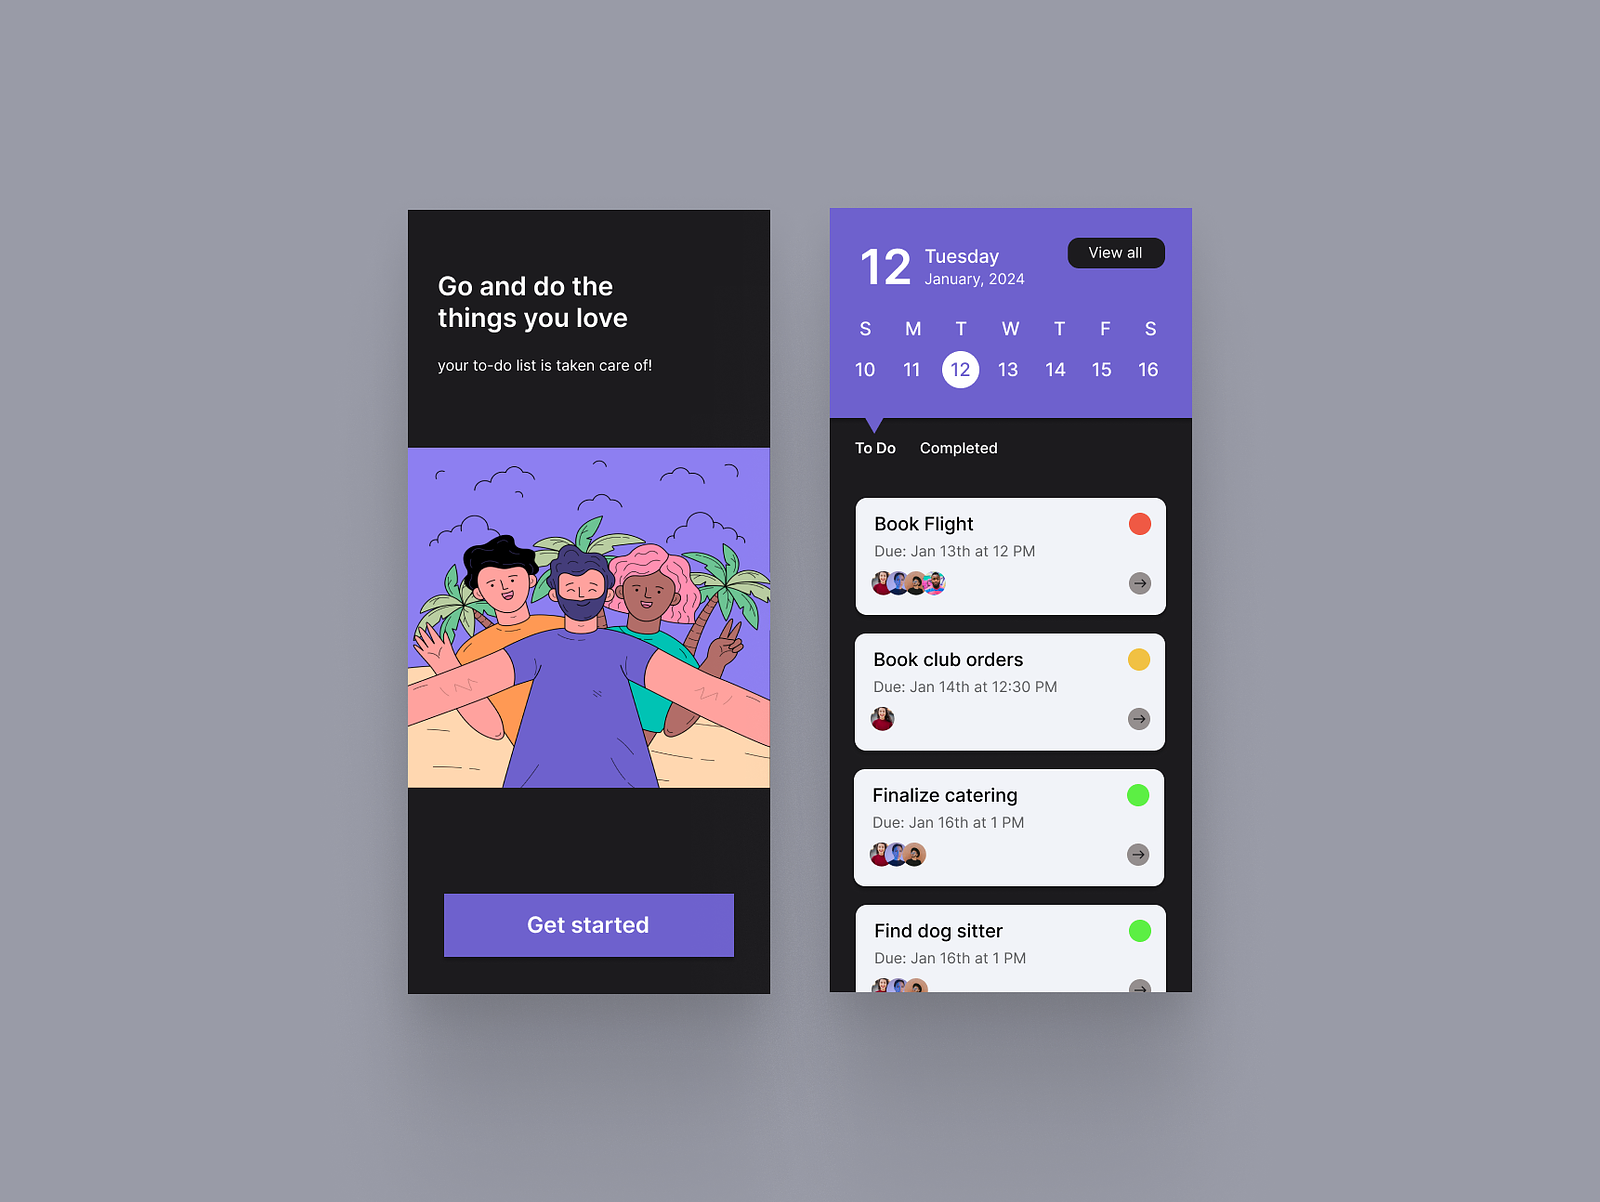 Go and do the
things you love
your to-do list is taken care of!
Get started
12
Tuesday
January, 2024
View all
S M T W T F S
10 11 12 13 14 15 16
To Do Completed
Book Flight
Due: Jan 13th at 12 PM
Book club orders
Due: Jan 14th at 12:30 PM
Finalize catering
Due: Jan 16th at 1 PM
Find dog sitter
Due: Jan 16th at 1 PM